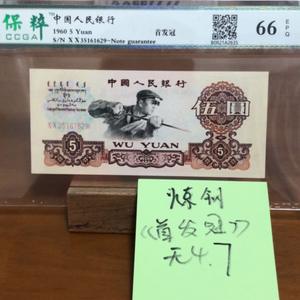 保粹
CCGA
中国人民银行
1960 5 Yuan
首发冠
S/N X X35161629-Note guarantee
66
EPQ
中国人民银行
XX35161629
伍圆
5
WU YUAN
5
炼钢
《首发冠》
无4.7